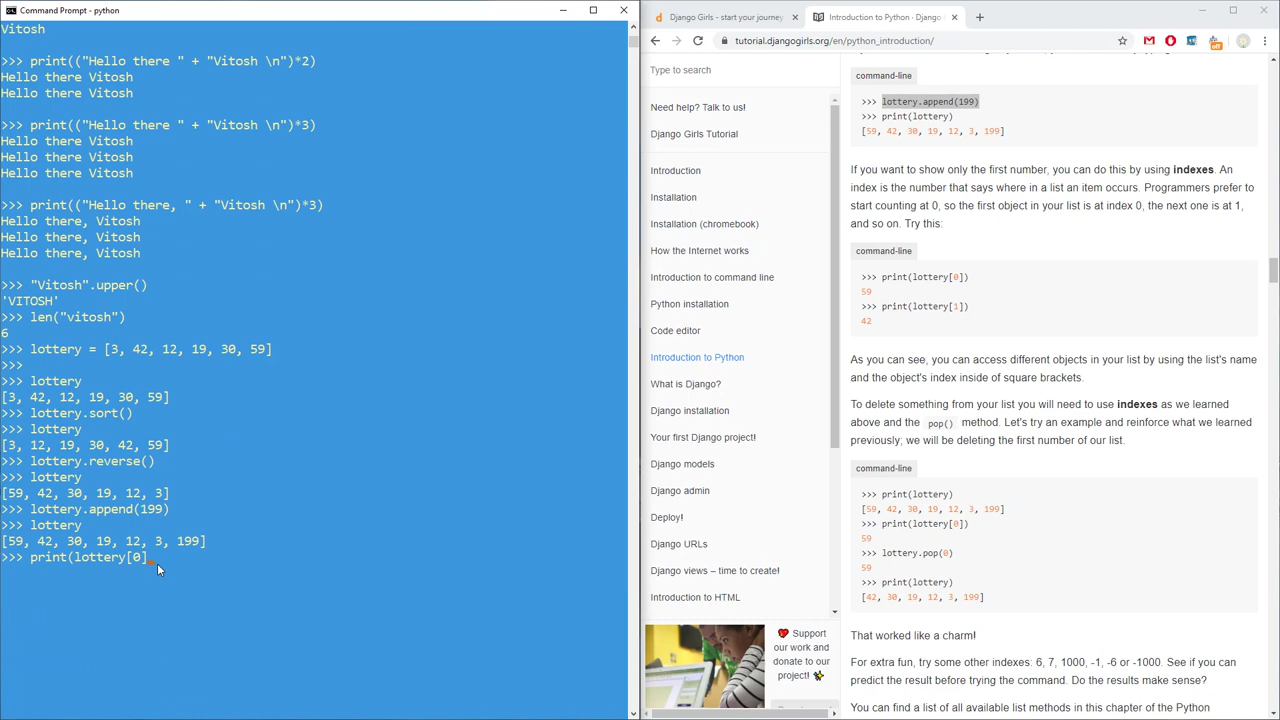 Command Prompt - python
Vitosh
>>> print(("Hello there " + "Vitosh \n")*2)
Hello there Vitosh
Hello there Vitosh
>>> print(("Hello there " + "Vitosh \n")*3)
Hello there Vitosh
Hello there Vitosh
Hello there Vitosh
>>> print(("Hello there, " + "Vitosh \n")*3)
Hello there, Vitosh
Hello there, Vitosh
Hello there, Vitosh
>>> "Vitosh".upper()
'VITOSH'
>>> len("vitosh")
6
>>> lottery = [3, 42, 12, 19, 30, 59]
>>>
>>> lottery
[3, 42, 12, 19, 30, 59]
>>> lottery.sort()
>>> lottery
[3, 12, 19, 30, 42, 59]
>>> lottery.reverse()
>>> lottery
[59, 42, 30, 19, 12, 3]
>>> lottery.append(199)
>>> lottery
[59, 42, 30, 19, 12, 3, 199]
>>> print(lottery[0]
Django Girls - start your journey
Introduction to Python · Django
tutorial.djangogirls.org/en/python_introduction/
off
Type to search
Need help? Talk to us!
Django Girls Tutorial
Introduction
Installation
Installation (chromebook)
How the Internet works
Introduction to command line
Python installation
Code editor
Introduction to Python
What is Django?
Django installation
Your first Django project!
Django models
Django admin
Deploy!
Django URLs
Django views – time to create!
Introduction to HTML
Support
our work and
donate to our
project!
command-line
>>> lottery.append(199)
>>> print(lottery)
[59, 42, 30, 19, 12, 3, 199]
If you want to show only the first number, you can do this by using indexes. An
index is the number that says where in a list an item occurs. Programmers prefer to
start counting at 0, so the first object in your list is at index 0, the next one is at 1,
and so on. Try this:
command-line
>>> print(lottery[0])
59
>>> print(lottery[1])
42
As you can see, you can access different objects in your list by using the list's name
and the object's index inside of square brackets.
To delete something from your list you will need to use indexes as we learned
above and the pop() method. Let's try an example and reinforce what we learned
previously; we will be deleting the first number of our list.
command-line
>>> print(lottery)
[59, 42, 30, 19, 12, 3, 199]
>>> print(lottery[0])
59
>>> lottery.pop(0)
59
>>> print(lottery)
[42, 30, 19, 12, 3, 199]
That worked like a charm!
For extra fun, try some other indexes: 6, 7, 1000, -1, -6 or -1000. See if you can
predict the result before trying the command. Do the results make sense?
You can find a list of all available list methods in this chapter of the Python